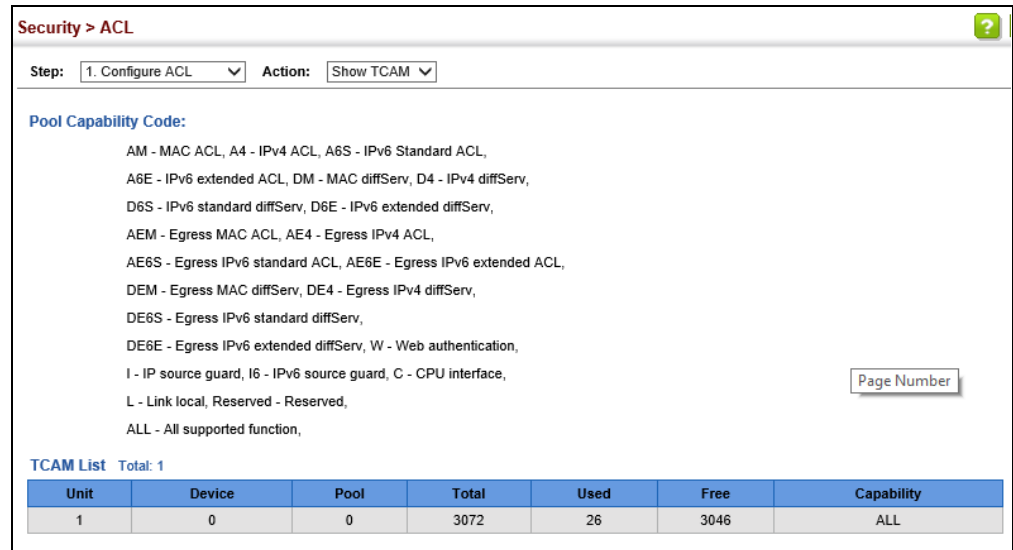 Security > ACL
?
Step: 1. Configure ACL Action: Show TCAM
Pool Capability Code:
AM - MAC ACL, A4 - IPv4 ACL, A6S - IPv6 Standard ACL,
A6E - IPv6 extended ACL, DM - MAC diffServ, D4 - IPv4 diffServ,
D6S - IPv6 standard diffServ, D6E - IPv6 extended diffServ,
AEM - Egress MAC ACL, AE4 - Egress IPv4 ACL,
AE6S - Egress IPv6 standard ACL, AE6E - Egress IPv6 extended ACL,
DEM - Egress MAC diffServ, DE4 - Egress IPv4 diffServ,
DE6S - Egress IPv6 standard diffServ,
DE6E - Egress IPv6 extended diffServ, W - Web authentication,
I - IP source guard, I6 - IPv6 source guard, C - CPU interface,
Page Number
L - Link local, Reserved - Reserved,
ALL - All supported function,
TCAM List Total: 1
Unit Device Pool Total Used Free Capability
1 0 0 3072 26 3046 ALL